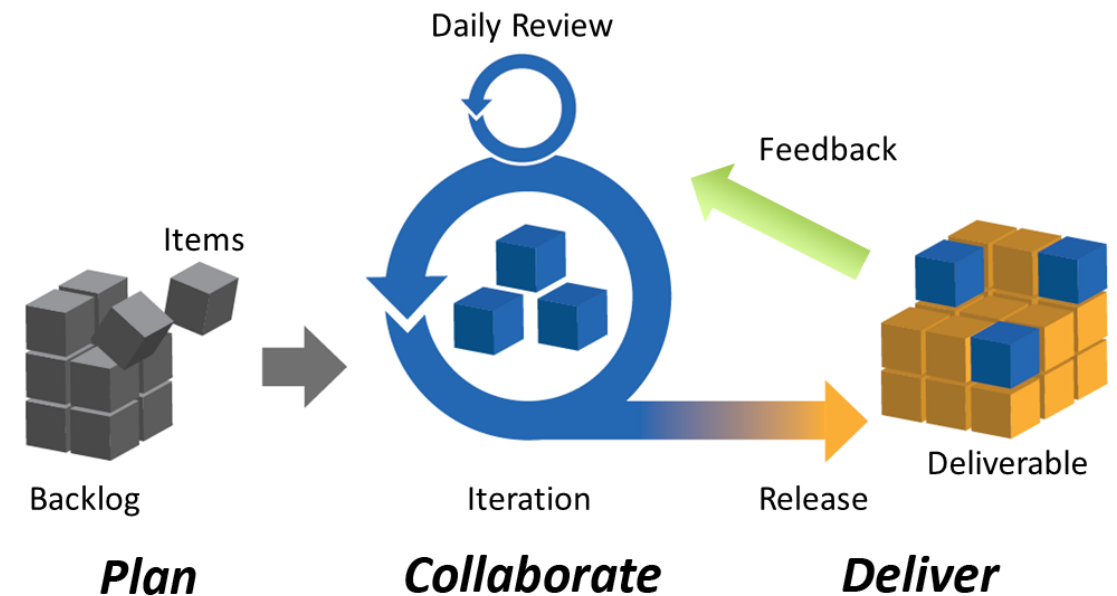 Daily Review
Feedback
Items
Deliverable
Backlog
Iteration
Release
Plan
Collaborate
Deliver